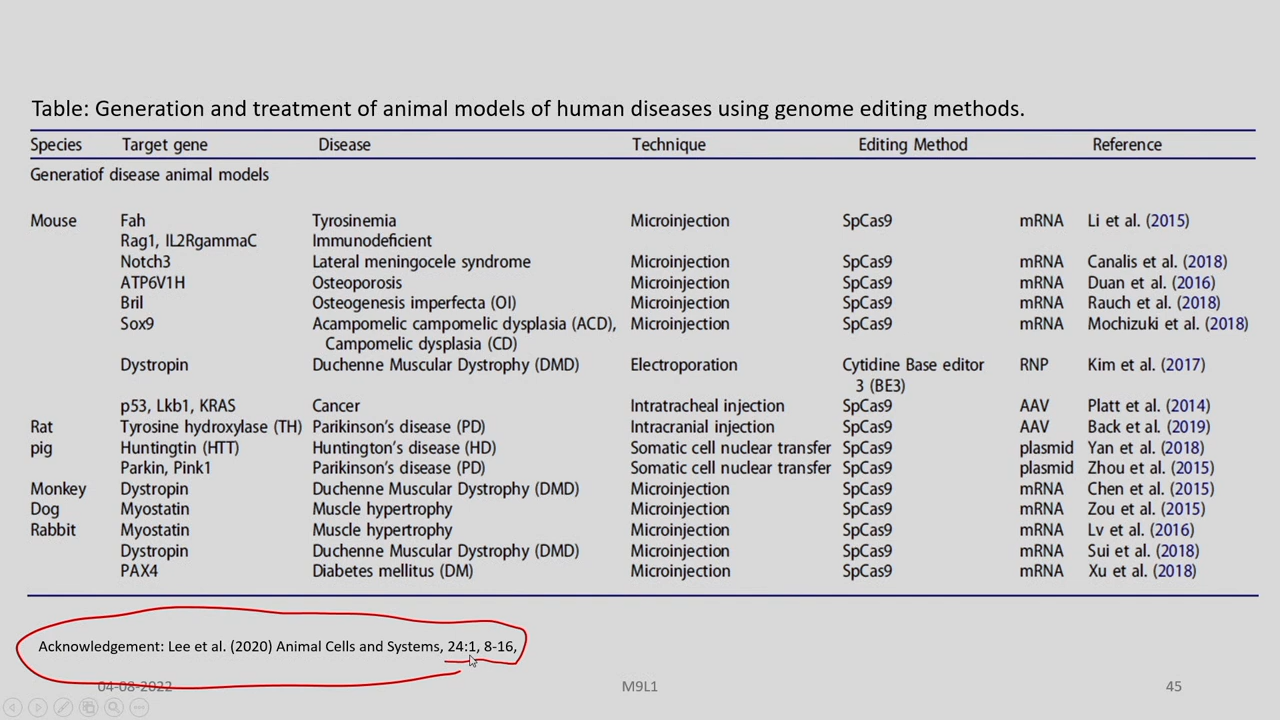 Table: Generation and treatment of animal models of human diseases using genome editing methods.
Species Target gene Disease Technique Editing Method Reference
Generatiof disease animal models
Mouse Fah Tyrosinemia Microinjection SpCas9 mRNA Li et al. (2015)
Rag1, IL2RgammaC Immunodeficient
Notch3 Lateral meningocele syndrome Microinjection SpCas9 mRNA Canalis et al. (2018)
ATP6V1H Osteoporosis Microinjection SpCas9 mRNA Duan et al. (2016)
Bril Osteogenesis imperfecta (OI) Microinjection SpCas9 mRNA Rauch et al. (2018)
Sox9 Acampomelic campomelic dysplasia (ACD), Microinjection SpCas9 mRNA Mochizuki et al. (2018)
Campomelic dysplasia (CD)
Dystropin Duchenne Muscular Dystrophy (DMD) Electroporation Cytidine Base editor RNP Kim et al. (2017)
3 (BE3)
p53, Lkb1, KRAS Cancer Intratracheal injection SpCas9 AAV Platt et al. (2014)
Rat Tyrosine hydroxylase (TH) Parikinson's disease (PD) Intracranial injection SpCas9 AAV Back et al. (2019)
pig Huntingtin (HTT) Huntington's disease (HD) Somatic cell nuclear transfer SpCas9 plasmid Yan et al. (2018)
Parkin, Pink1 Parikinson's disease (PD) Somatic cell nuclear transfer SpCas9 plasmid Zhou et al. (2015)
Monkey Dystropin Duchenne Muscular Dystrophy (DMD) Microinjection SpCas9 mRNA Chen et al. (2015)
Dog Myostatin Muscle hypertrophy Microinjection SpCas9 mRNA Zou et al. (2015)
Rabbit Myostatin Muscle hypertrophy Microinjection SpCas9 mRNA Lv et al. (2016)
Dystropin Duchenne Muscular Dystrophy (DMD) Microinjection SpCas9 mRNA Sui et al. (2018)
PAX4 Diabetes mellitus (DM) Microinjection SpCas9 mRNA Xu et al. (2018)
Acknowledgement: Lee et al. (2020) Animal Cells and Systems, 24:1, 8-16,
04-08-2022 M9L1 45